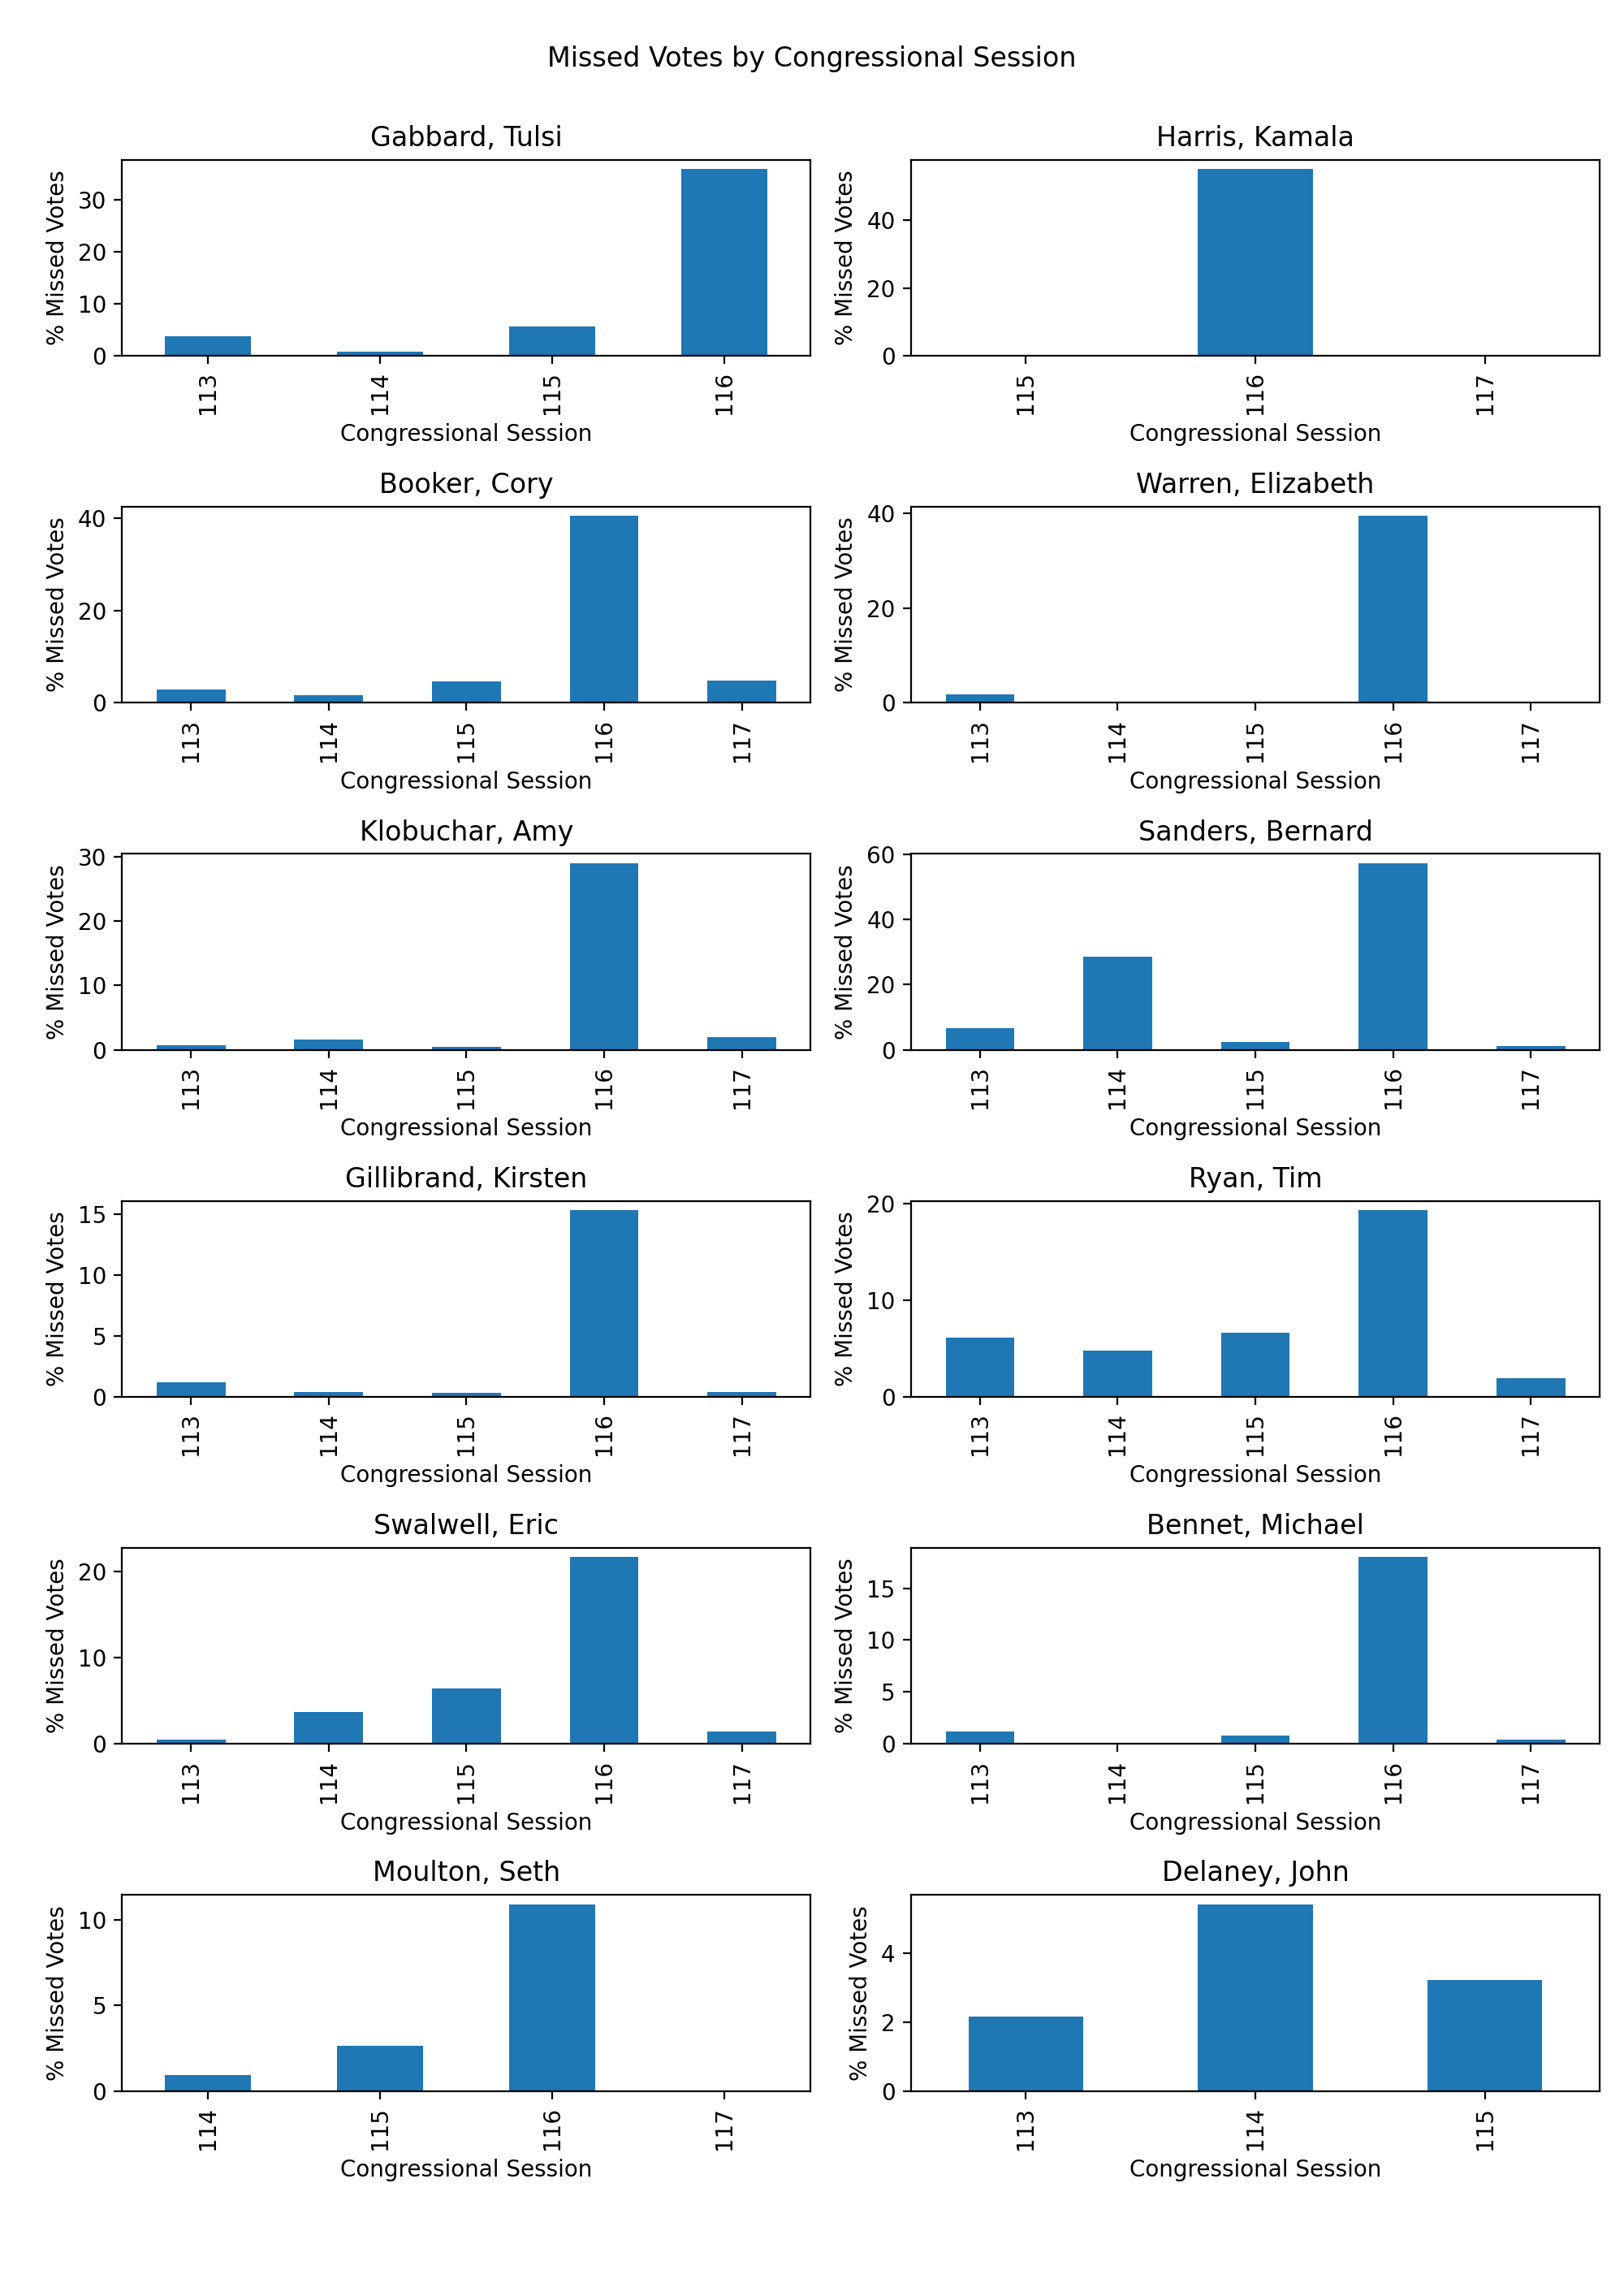 Missed Votes by Congressional Session
Gabbard, Tulsi
% Missed Votes
30
20
10
0
113 114 115 116
Congressional Session
Harris, Kamala
% Missed Votes
40
20
0
115 116 117
Congressional Session
Booker, Cory
% Missed Votes
40
20
0
113 114 115 116 117
Congressional Session
Warren, Elizabeth
% Missed Votes
40
20
0
113 114 115 116 117
Congressional Session
Klobuchar, Amy
% Missed Votes
30
20
10
0
113 114 115 116 117
Congressional Session
Sanders, Bernard
% Missed Votes
60
40
20
0
113 114 115 116 117
Congressional Session
Gillibrand, Kirsten
% Missed Votes
15
10
5
0
113 114 115 116 117
Congressional Session
Ryan, Tim
% Missed Votes
20
10
0
113 114 115 116 117
Congressional Session
Swalwell, Eric
% Missed Votes
20
10
0
113 114 115 116 117
Congressional Session
Bennet, Michael
% Missed Votes
15
10
5
0
113 114 115 116 117
Congressional Session
Moulton, Seth
% Missed Votes
10
5
0
114 115 116 117
Congressional Session
Delaney, John
% Missed Votes
4
2
0
113 114 115
Congressional Session